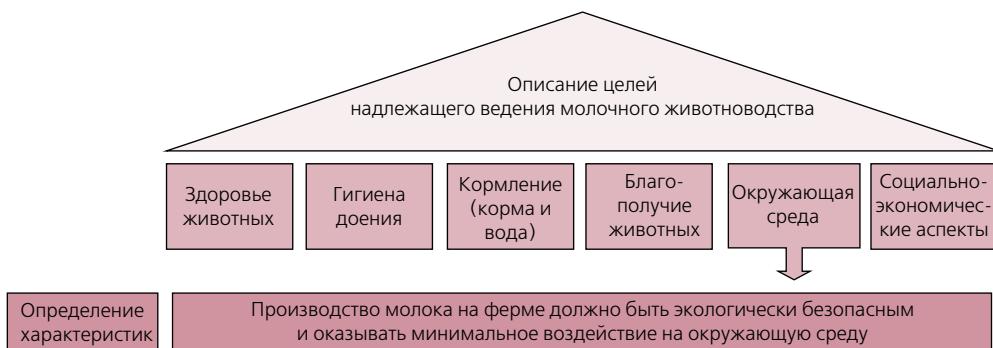 Описание целей
надлежащего ведения молочного животноводства
Здоровье
животных
Гигиена
доения
Кормление
(корма и
вода)
Благо-
получие
животных
Окружающая
среда
Социально-
экономичес-
кие аспекты
Определение
характеристик
Производство молока на ферме должно быть экологически безопасным
и оказывать минимальное воздействие на окружающую среду